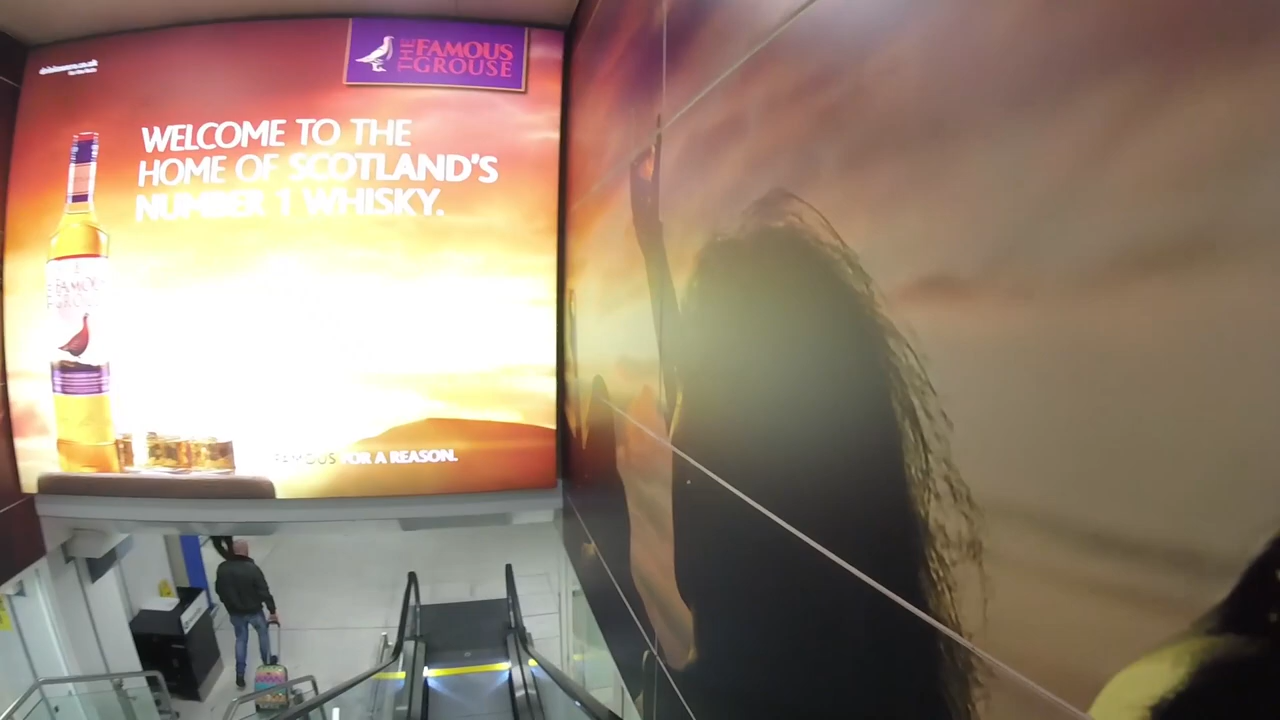 THE FAMOUS
GROUSE
WELCOME TO THE
HOME OF SCOTLAND'S
NUMBER 1 WHISKY.
FAMOUS FOR A REASON.